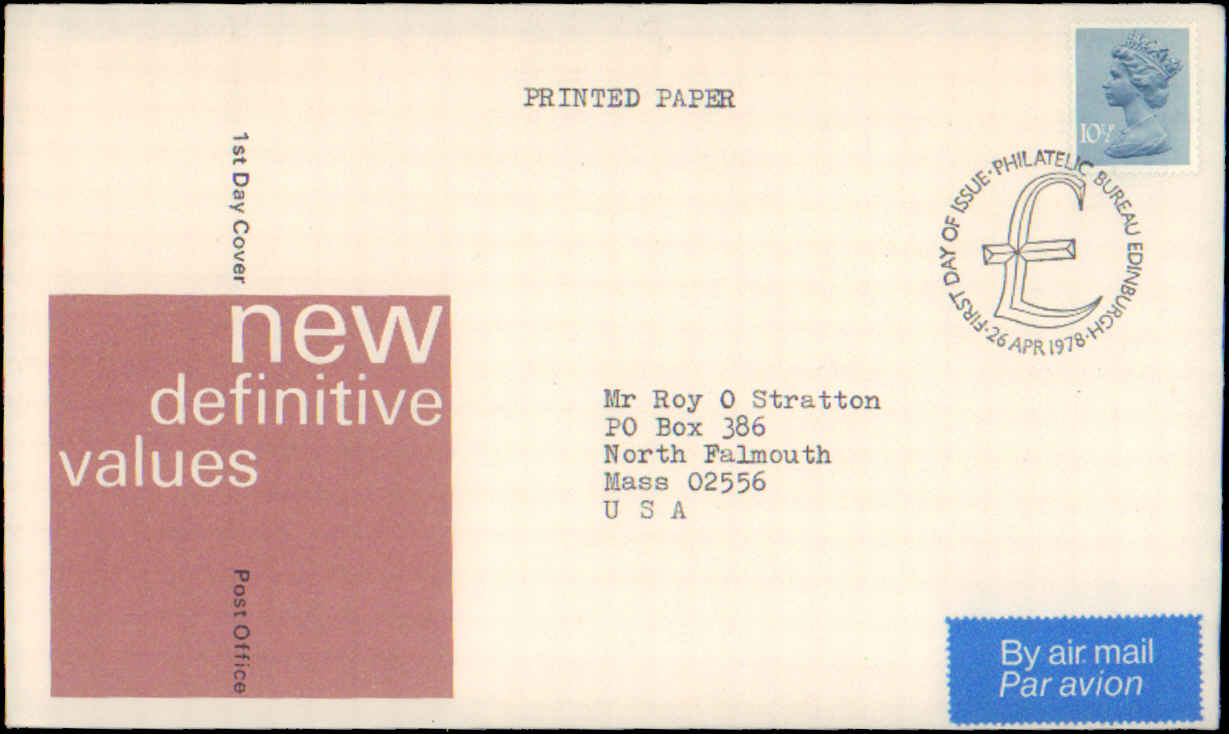 PRINTED PAPER
10½P
FIRST DAY OF ISSUE·PHILATELIC BUREAU EDINBURGH·
26 APR 1978
1st Day Cover
new
definitive
values
Post Office
Mr Roy O Stratton
PO Box 386
North Falmouth
Mass 02556
U S A
By air mail
Par avion